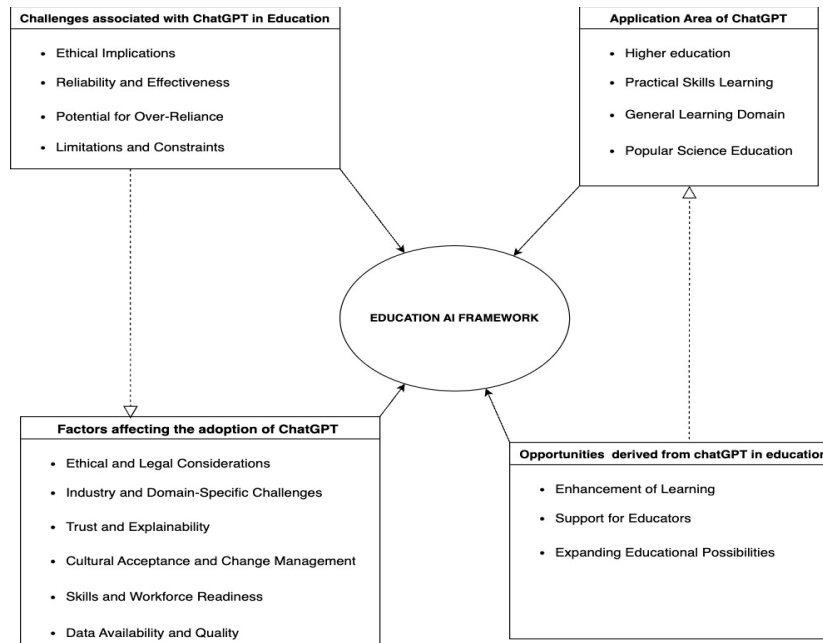 Challenges associated with ChatGPT in Education
• Ethical Implications
• Reliability and Effectiveness
• Potential for Over-Reliance
• Limitations and Constraints
Application Area of ChatGPT
• Higher education
• Practical Skills Learning
• General Learning Domain
• Popular Science Education
EDUCATION AI FRAMEWORK
Factors affecting the adoption of ChatGPT
• Ethical and Legal Considerations
• Industry and Domain-Specific Challenges
• Trust and Explainability
• Cultural Acceptance and Change Management
• Skills and Workforce Readiness
• Data Availability and Quality
Opportunities derived from chatGPT in education
• Enhancement of Learning
• Support for Educators
• Expanding Educational Possibilities